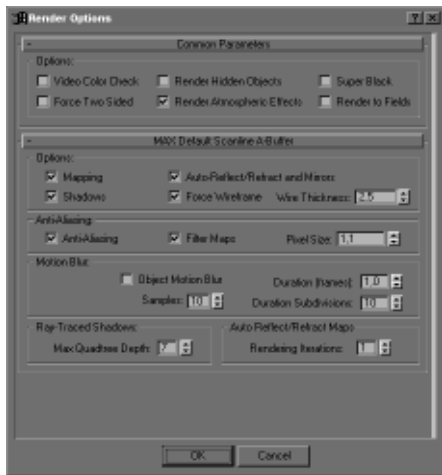 Render Options
Common Parameters
Options:
Video Color Check Render Hidden Objects Super Black
Force Two Sided Render Atmospheric Effects Render to Fields
MAX Default Scanline A-Buffer
Options:
Mapping Auto-Reflect/Refract and Mirrors
Shadows Force Wireframe Wire Thickness: 2.5
Anti-Aliasing:
Anti-Aliasing Filter Maps Pixel Size: 1.1
Motion Blur:
Object Motion Blur Duration (frames): 1.0
Samples: 10 Duration Subdivisions: 10
Ray-Traced Shadows: Auto Reflect/Refract Maps
Max Quadtree Depth: 7 Rendering Iterations: 1
OK Cancel